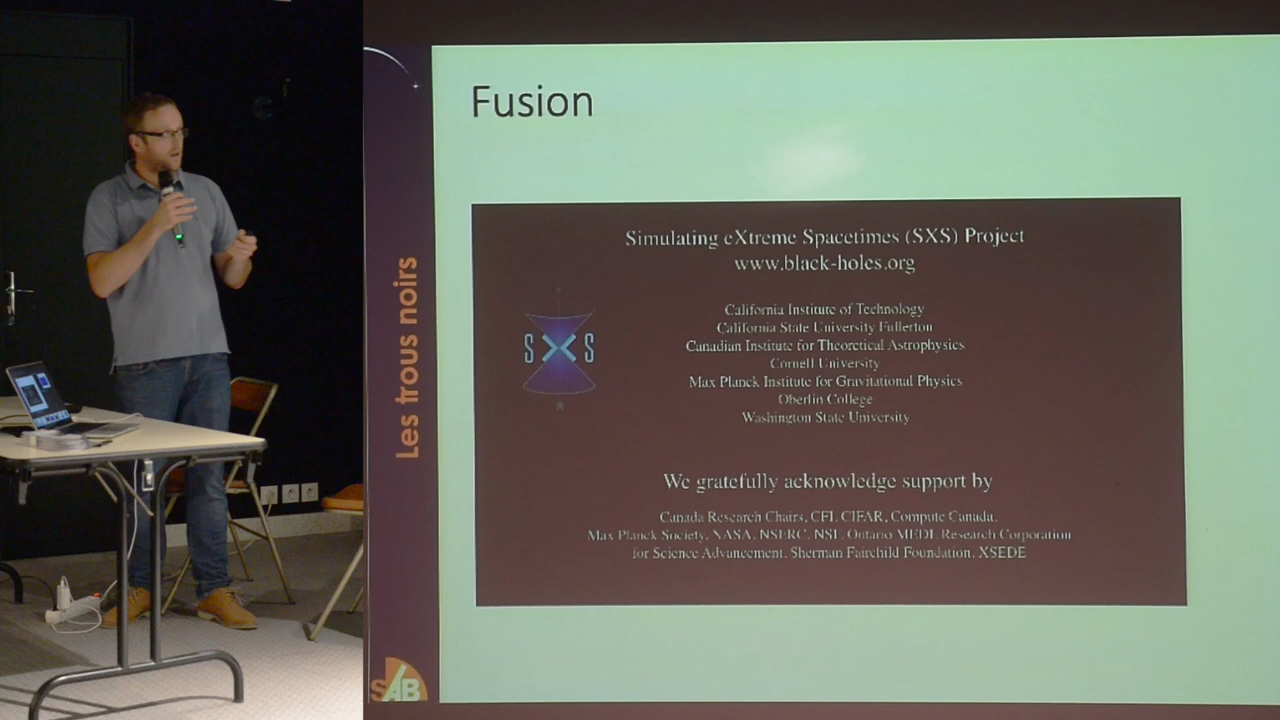 Fusion
Les trous noirs
Simulating eXtreme Spacetimes (SXS) Project
www.black-holes.org
SXS
California Institute of Technology
California State University Fullerton
Canadian Institute for Theoretical Astrophysics
Cornell University
Max Planck Institute for Gravitational Physics
Oberlin College
Washington State University
We gratefully acknowledge support by
Canada Research Chairs, CFI, CIFAR, Compute Canada,
Max Planck Society, NASA, NSERC, NSF, Ontario MEDI, Research Corporation
for Science Advancement, Sherman Fairchild Foundation, XSEDE
SAB